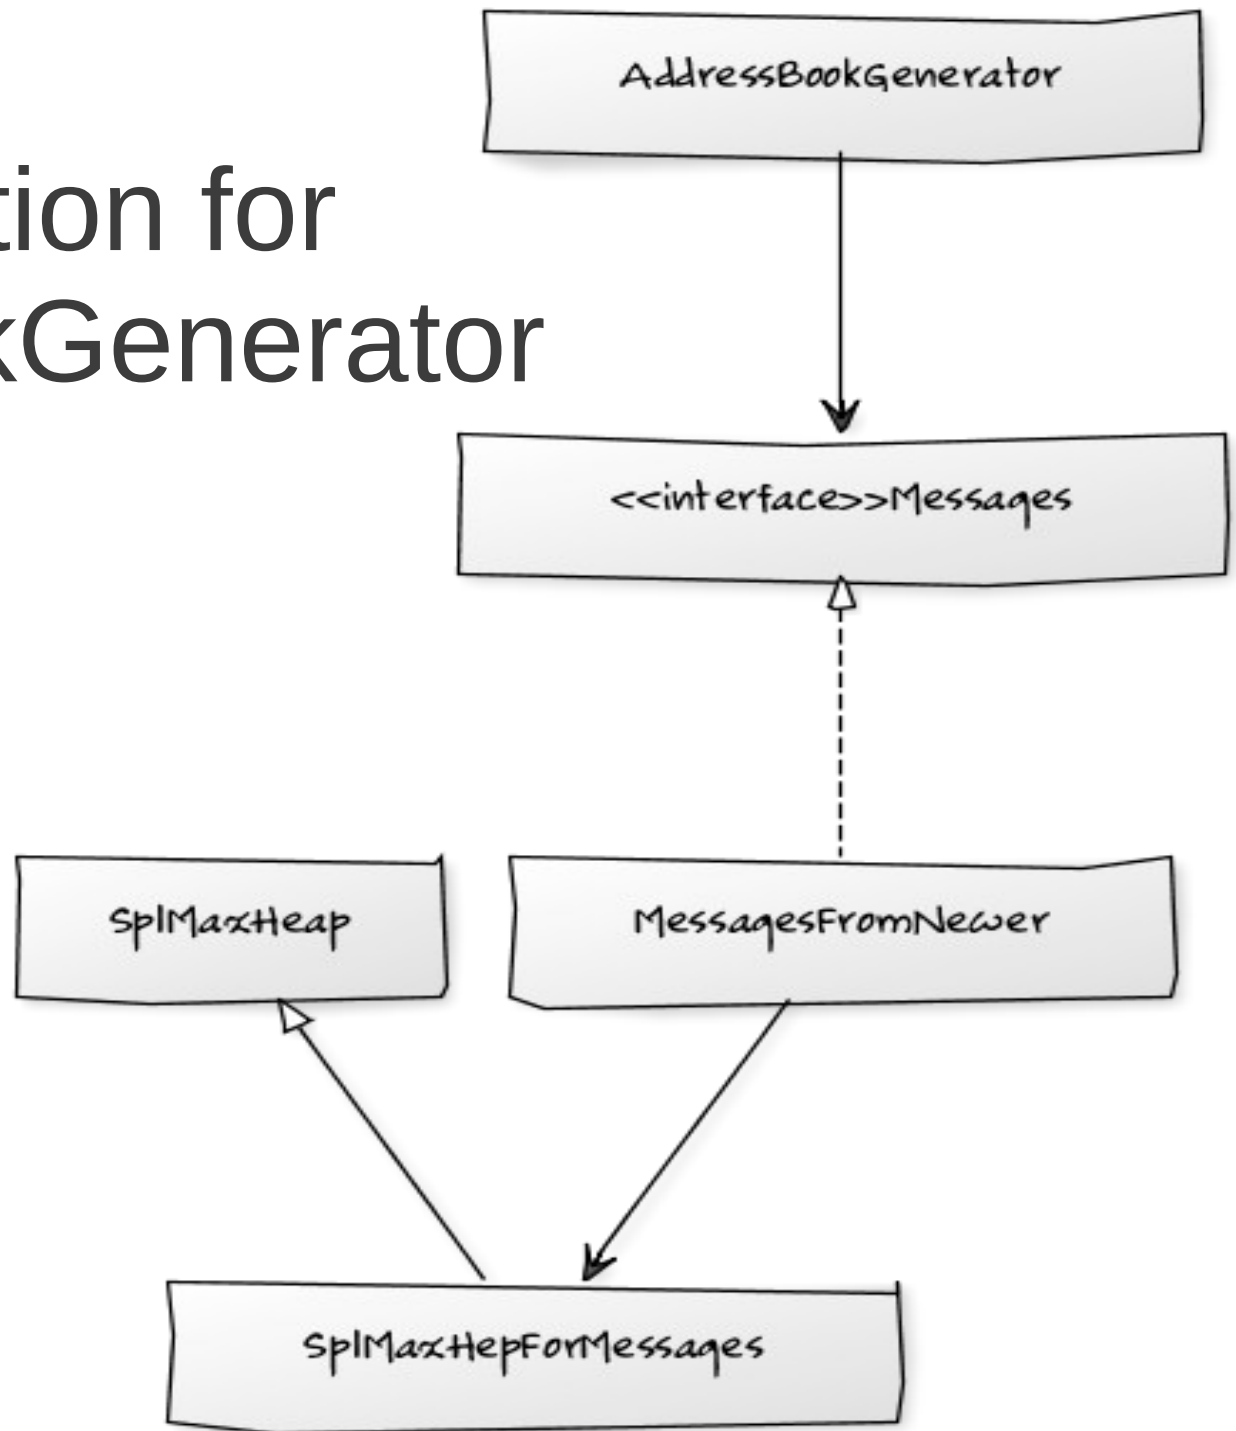 AddressBookGenerator
tion for
kGenerator
<<interface>>Messages
SplMaxHeap
MessagesFromNewer
SplMaxHepForMessages